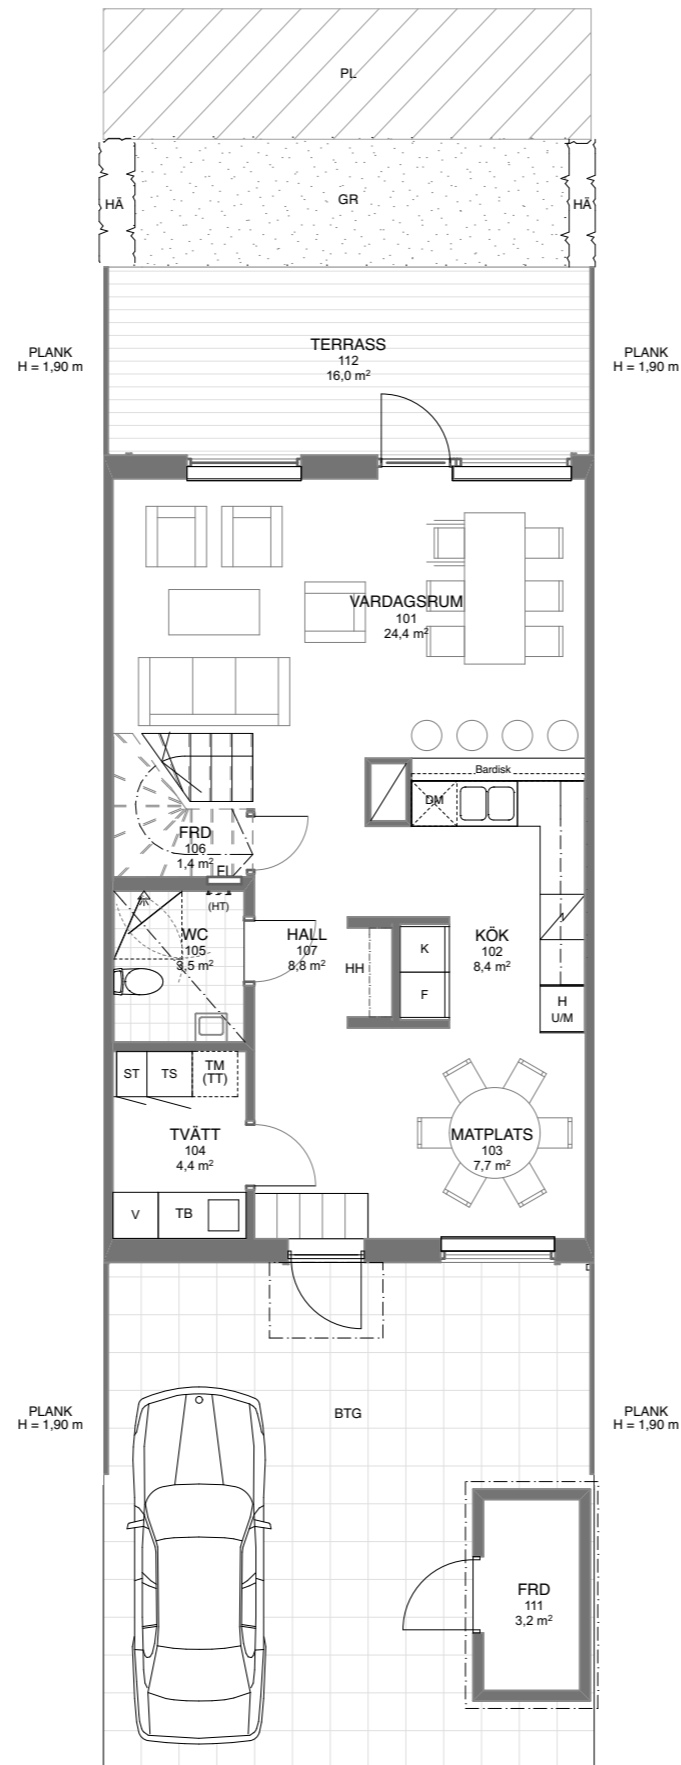 PL
HÄ
GR
HÄ
PLANK
H = 1,90 m
TERRASS
112
16,0 m²
PLANK
H = 1,90 m
VARDAGSRUM
101
24,4 m²
Bardisk
DM
FRD
106
1,4 m²
EL
(HT)
WC
105
3,5 m²
HALL
107
8,8 m²
HH
K
F
KÖK
102
8,4 m²
H
U/M
ST
TS
TM
(TT)
TVÄTT
104
4,4 m²
MATPLATS
103
7,7 m²
V
TB
PLANK
H = 1,90 m
BTG
PLANK
H = 1,90 m
FRD
111
3,2 m²